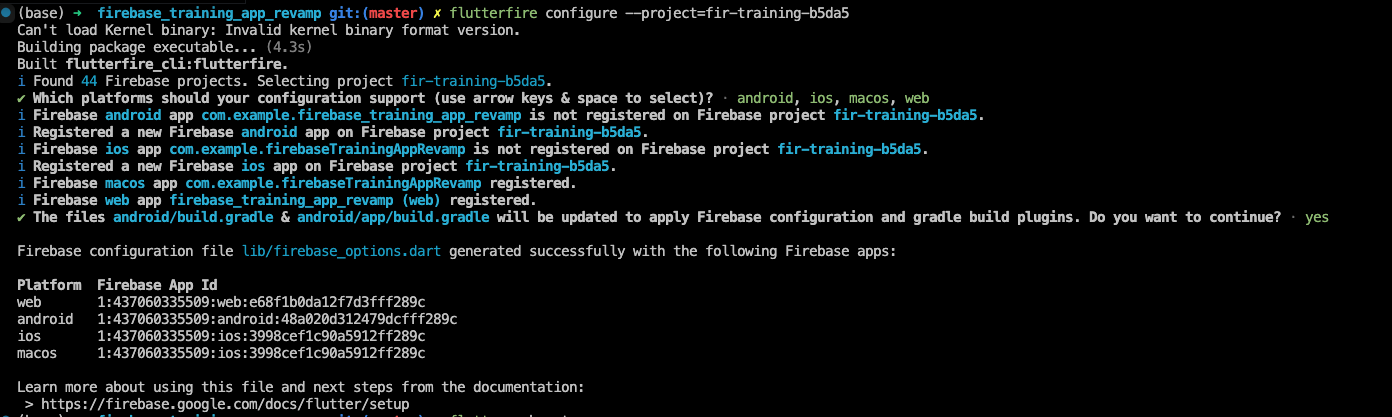 (base) ➜ firebase_training_app_revamp git:(master) ✗ flutterfire configure --project=fir-training-b5da5
Can't load Kernel binary: Invalid kernel binary format version.
Building package executable... (4.3s)
Built flutterfire_cli:flutterfire.
i Found 44 Firebase projects. Selecting project fir-training-b5da5.
✔ Which platforms should your configuration support (use arrow keys & space to select)? · android, ios, macos, web
i Firebase android app com.example.firebase_training_app_revamp is not registered on Firebase project fir-training-b5da5.
i Registered a new Firebase android app on Firebase project fir-training-b5da5.
i Firebase ios app com.example.firebaseTrainingAppRevamp is not registered on Firebase project fir-training-b5da5.
i Registered a new Firebase ios app on Firebase project fir-training-b5da5.
i Firebase macos app com.example.firebaseTrainingAppRevamp registered.
i Firebase web app firebase_training_app_revamp (web) registered.
✔ The files android/build.gradle & android/app/build.gradle will be updated to apply Firebase configuration and gradle build plugins. Do you want to continue? · yes
Firebase configuration file lib/firebase_options.dart generated successfully with the following Firebase apps:
Platform Firebase App Id
web 1:437060335509:web:e68f1b0da12f7d3fff289c
android 1:437060335509:android:48a020d312479dcfff289c
ios 1:437060335509:ios:3998cef1c90a5912ff289c
macos 1:437060335509:ios:3998cef1c90a5912ff289c
Learn more about using this file and next steps from the documentation:
> https://firebase.google.com/docs/flutter/setup